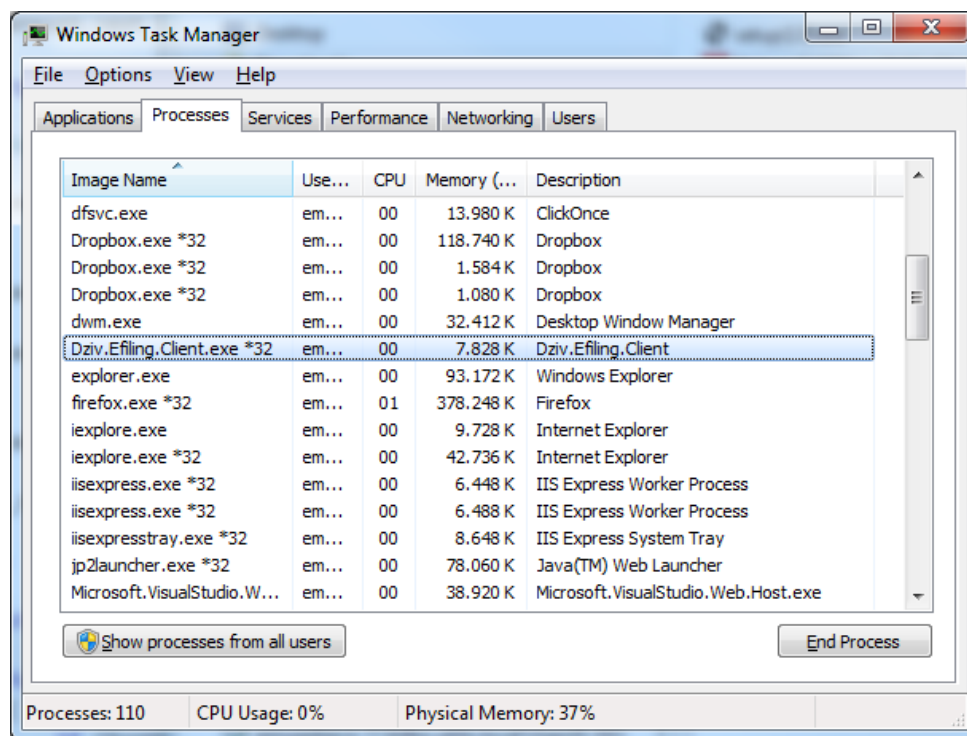 Windows Task Manager
File Options View Help
Applications Processes Services Performance Networking Users
Image Name Use... CPU Memory (... Description
dfsvc.exe em... 00 13.980 K ClickOnce
Dropbox.exe *32 em... 00 118.740 K Dropbox
Dropbox.exe *32 em... 00 1.584 K Dropbox
Dropbox.exe *32 em... 00 1.080 K Dropbox
dwm.exe em... 00 32.412 K Desktop Window Manager
Dziv.Efiling.Client.exe *32 em... 00 7.828 K Dziv.Efiling.Client
explorer.exe em... 00 93.172 K Windows Explorer
firefox.exe *32 em... 01 378.248 K Firefox
iexplore.exe em... 00 9.728 K Internet Explorer
iexplore.exe *32 em... 00 42.736 K Internet Explorer
iisexpress.exe *32 em... 00 6.448 K IIS Express Worker Process
iisexpress.exe *32 em... 00 6.488 K IIS Express Worker Process
iisexpresstray.exe *32 em... 00 8.648 K IIS Express System Tray
jp2launcher.exe *32 em... 00 78.060 K Java(TM) Web Launcher
Microsoft.VisualStudio.W... em... 00 38.920 K Microsoft.VisualStudio.Web.Host.exe
Show processes from all users End Process
Processes: 110 CPU Usage: 0% Physical Memory: 37%